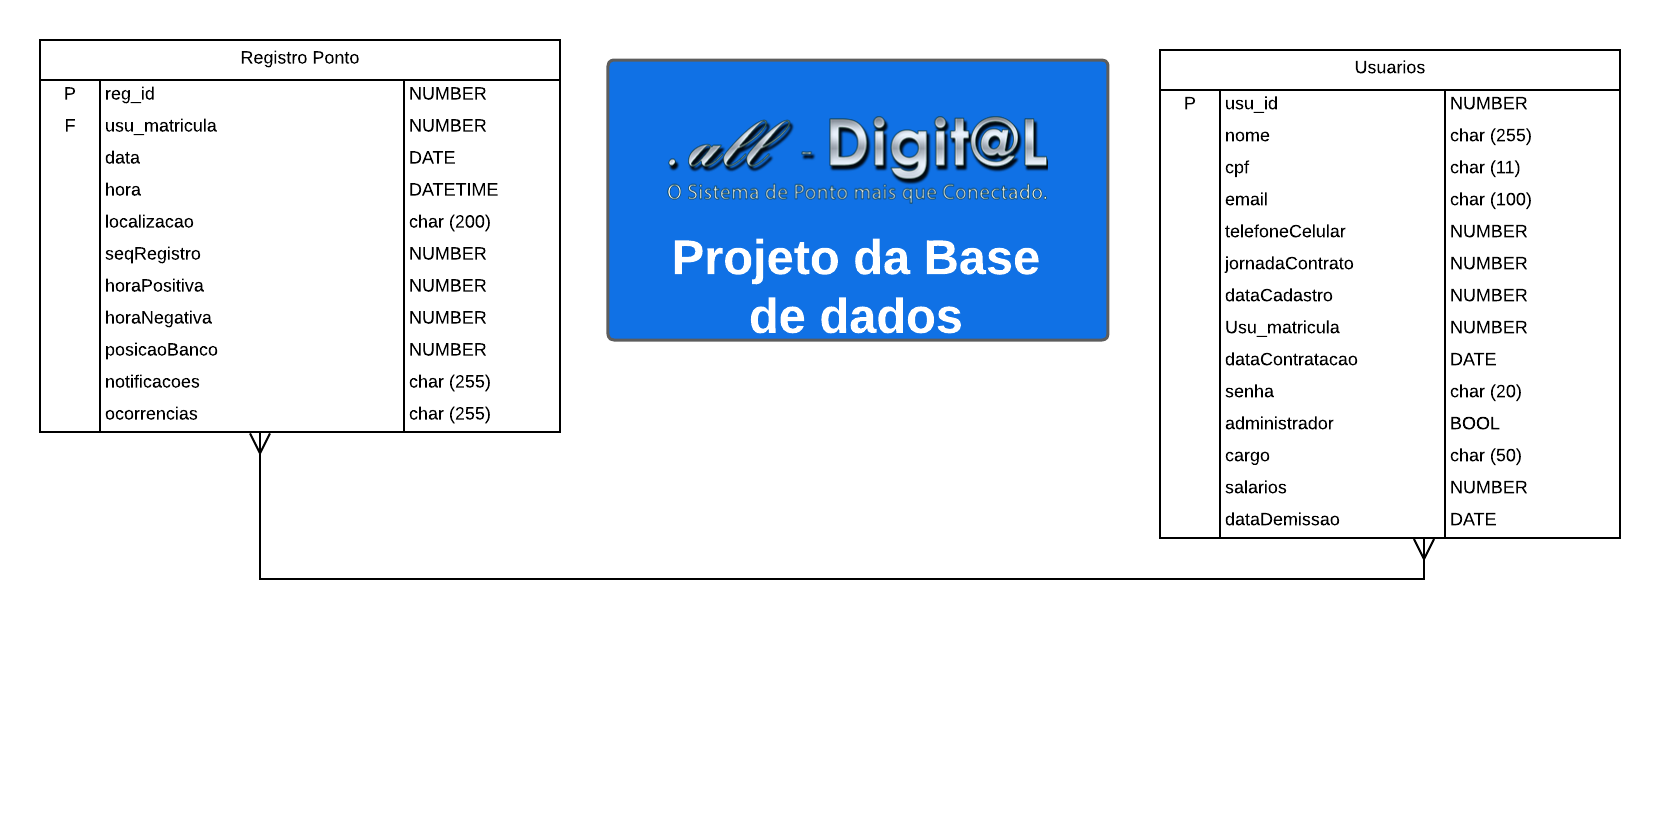 Registro Ponto
P reg_id NUMBER
F usu_matricula NUMBER
data DATE
hora DATETIME
localizacao char (200)
seqRegistro NUMBER
horaPositiva NUMBER
horaNegativa NUMBER
posicaoBanco NUMBER
notificacoes char (255)
ocorrencias char (255)
.all - Digit@L
O Sistema de Ponto mais que Conectado.
Projeto da Base
de dados
Usuarios
P usu_id NUMBER
nome char (255)
cpf char (11)
email char (100)
telefoneCelular NUMBER
jornadaContrato NUMBER
dataCadastro NUMBER
Usu_matricula NUMBER
dataContratacao DATE
senha char (20)
administrador BOOL
cargo char (50)
salarios NUMBER
dataDemissao DATE